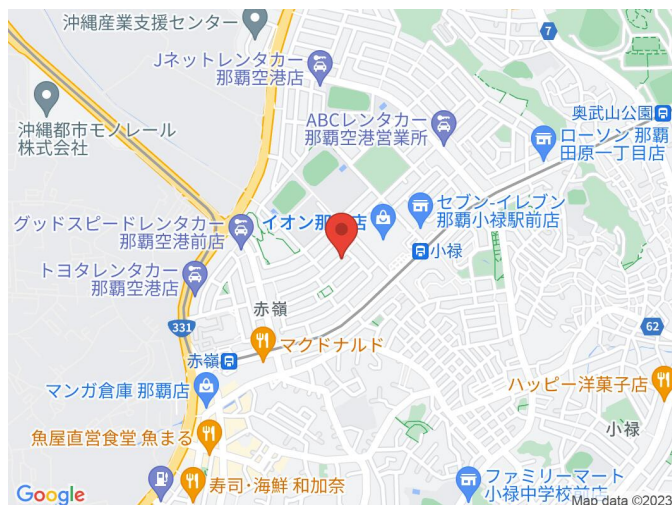 沖縄産業支援センター
Jネットレンタカー
那覇空港店
7
沖縄都市モノレール
株式会社
ABCレンタカー
那覇空港営業所
奥武山公園
ローソン 那覇
田原一丁目店
セブン-イレブン
那覇小禄駅前店
グッドスピードレンタカー
那覇空港前店
イオン那覇店
小禄
トヨタレンタカー
那覇空港店
赤嶺
331
62
マクドナルド
赤嶺
マンガ倉庫 那覇店
ハッピー洋菓子店
魚屋直営食堂 魚まる
小禄
寿司・海鮮 和加奈
ファミリーマート
小禄中学校前店
Google
Map data ©2023